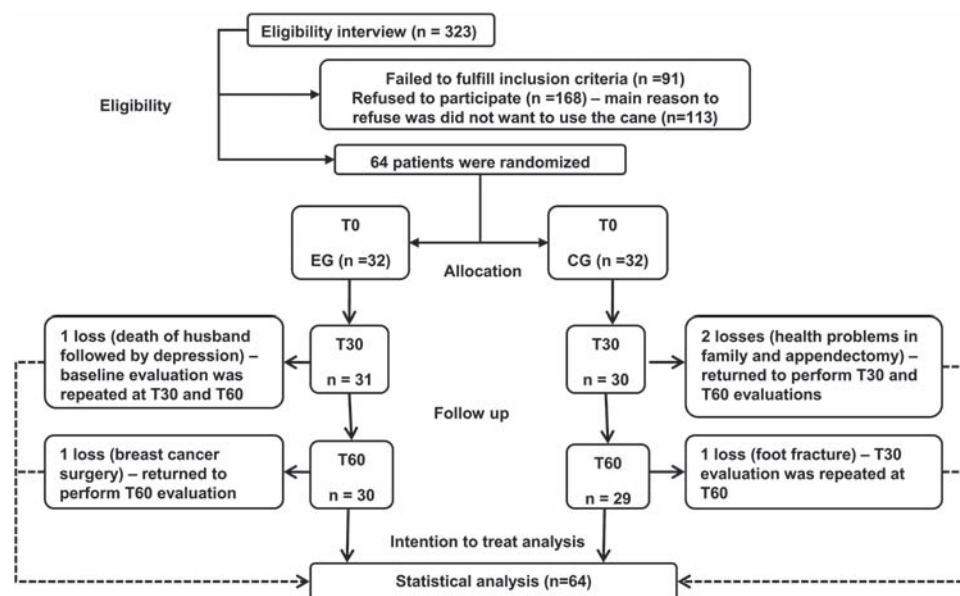 Eligibility interview (n = 323)
Eligibility
Failed to fulfill inclusion criteria (n =91)
Refused to participate (n =168) – main reason to
refuse was did not want to use the cane (n=113)
64 patients were randomized
T0
EG (n =32)
T0
CG (n =32)
Allocation
1 loss (death of husband
followed by depression) –
baseline evaluation was
repeated at T30 and T60
T30
n = 31
T30
n = 30
2 losses (health problems in
family and appendectomy) –
returned to perform T30 and
T60 evaluations
Follow up
1 loss (breast cancer
surgery) – returned to
perform T60 evaluation
T60
n = 30
T60
n = 29
1 loss (foot fracture) – T30
evaluation was repeated at
T60
Intention to treat analysis
Statistical analysis (n=64)